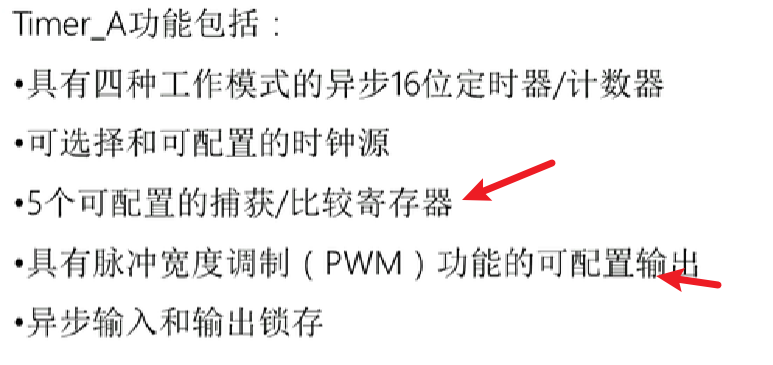 Timer_A功能包括：
•具有四种工作模式的异步16位定时器/计数器
•可选择和可配置的时钟源
•5个可配置的捕获/比较寄存器
•具有脉冲宽度调制（PWM）功能的可配置输出
•异步输入和输出锁存